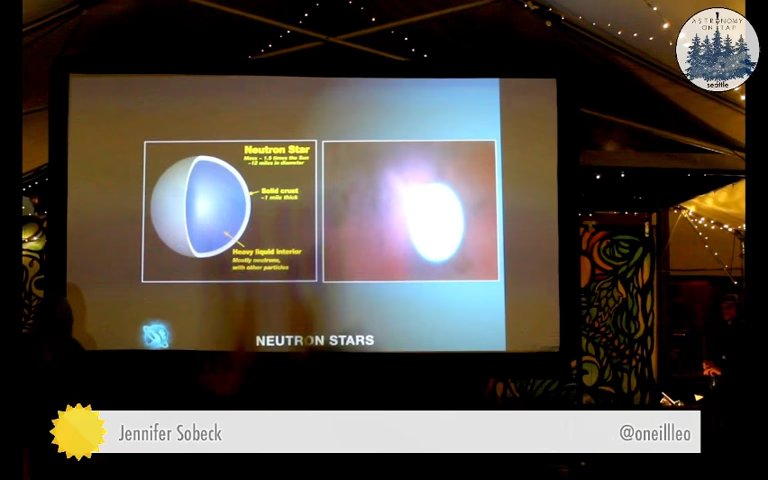 ASTRONOMY
ON TAP
seattle
Neutron Star
Mass ~ 1.5 times the Sun
~12 miles in diameter
Solid crust
~1 mile thick
Heavy liquid interior
Mostly neutrons,
with other particles
NEUTRON STARS
Jennifer Sobeck
@oneillleo